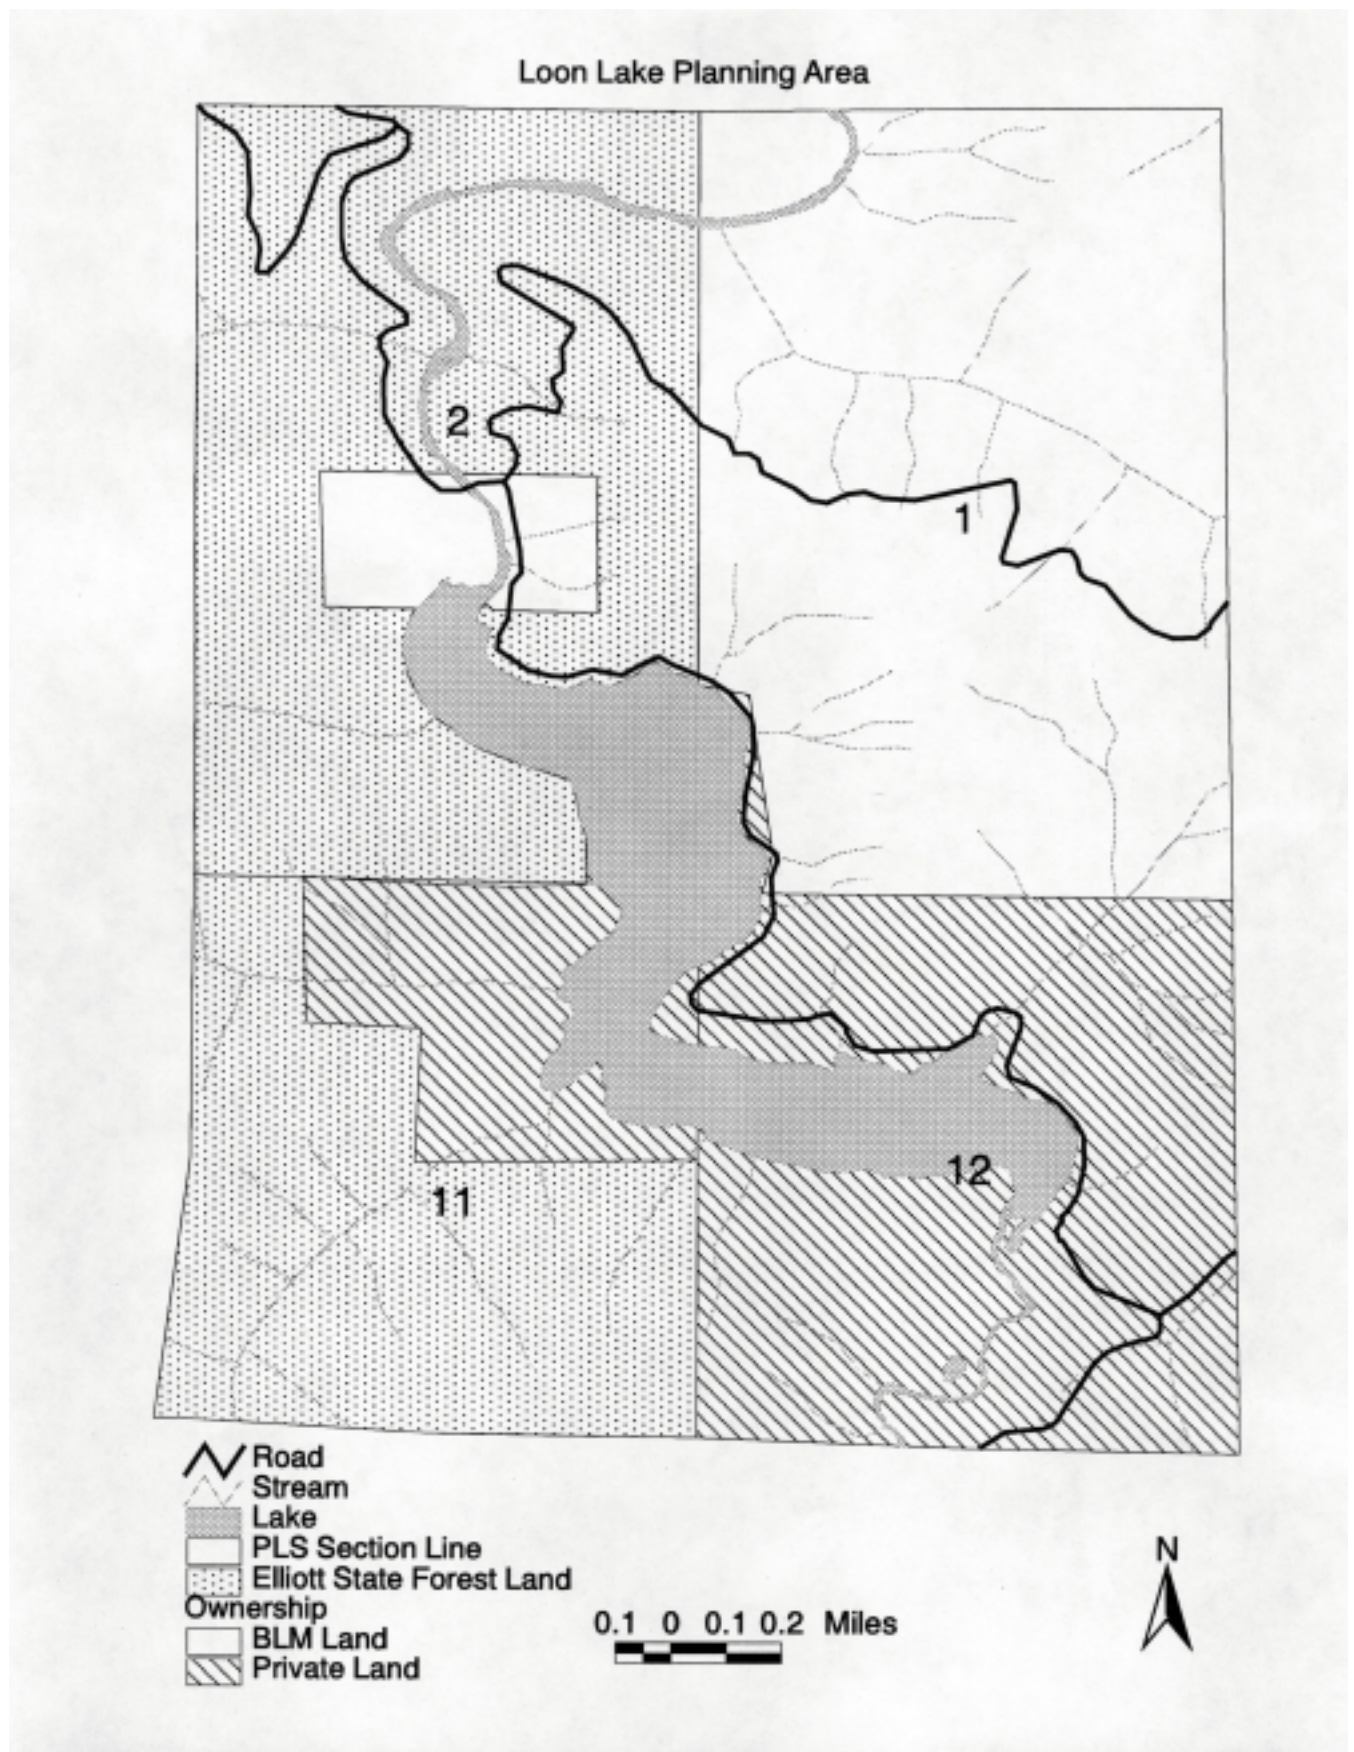 Loon Lake Planning Area
2
1
12
11
Road
Stream
Lake
PLS Section Line
Elliott State Forest Land
Ownership
BLM Land
Private Land
0.1 0 0.1 0.2 Miles
N